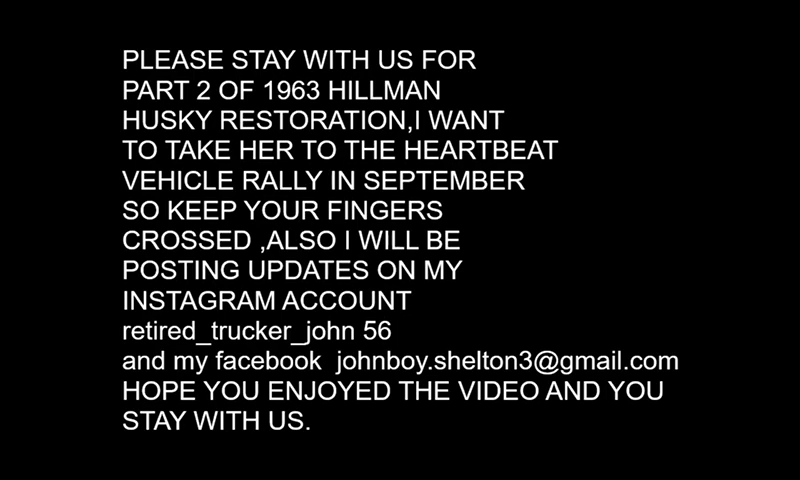 PLEASE STAY WITH US FOR
PART 2 OF 1963 HILLMAN
HUSKY RESTORATION,I WANT
TO TAKE HER TO THE HEARTBEAT
VEHICLE RALLY IN SEPTEMBER
SO KEEP YOUR FINGERS
CROSSED ,ALSO I WILL BE
POSTING UPDATES ON MY
INSTAGRAM ACCOUNT
retired_trucker_john 56
and my facebook  johnboy.shelton3@gmail.com
HOPE YOU ENJOYED THE VIDEO AND YOU
STAY WITH US.